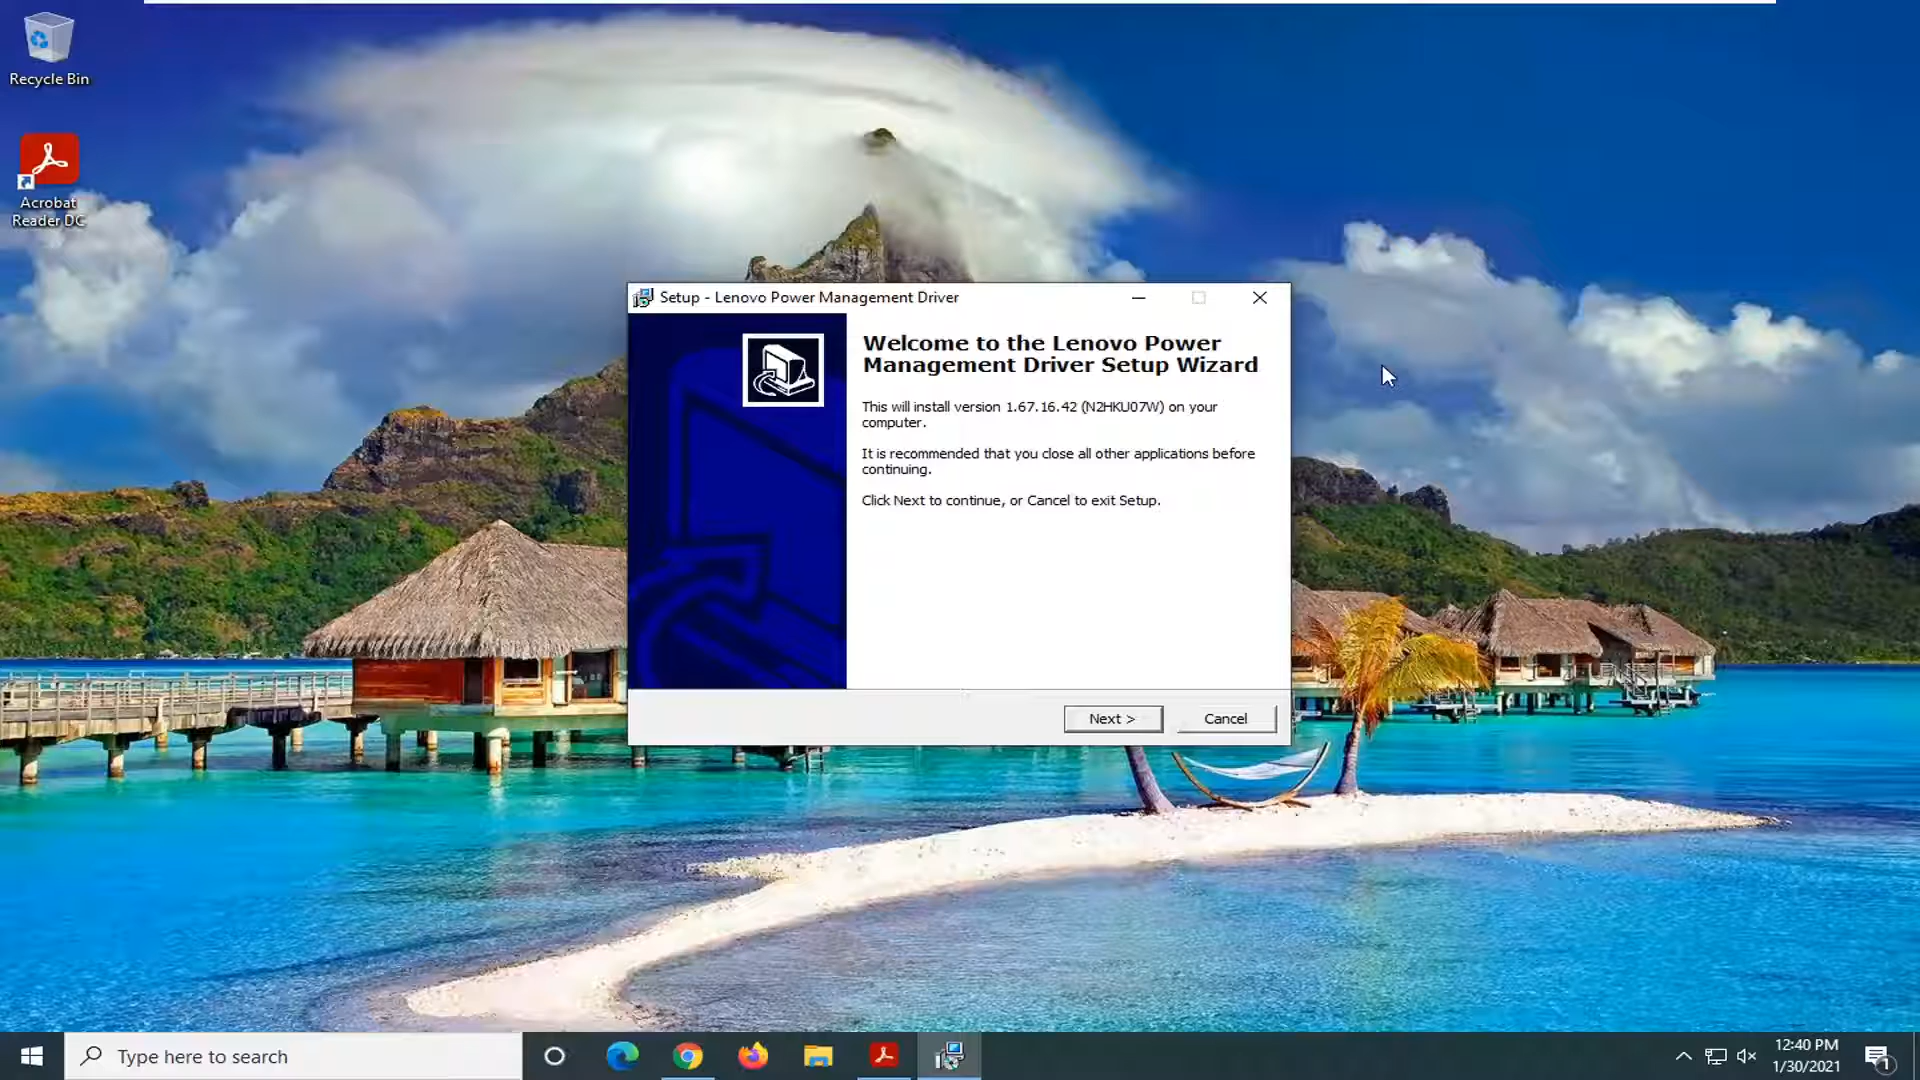 Recycle Bin
Acrobat
Reader DC
Setup - Lenovo Power Management Driver
Welcome to the Lenovo Power
Management Driver Setup Wizard
This will install version 1.67.16.42 (N2HKU07W) on your
computer.
It is recommended that you close all other applications before
continuing.
Click Next to continue, or Cancel to exit Setup.
Next >
Cancel
Type here to search
12:40 PM
1/30/2021
1